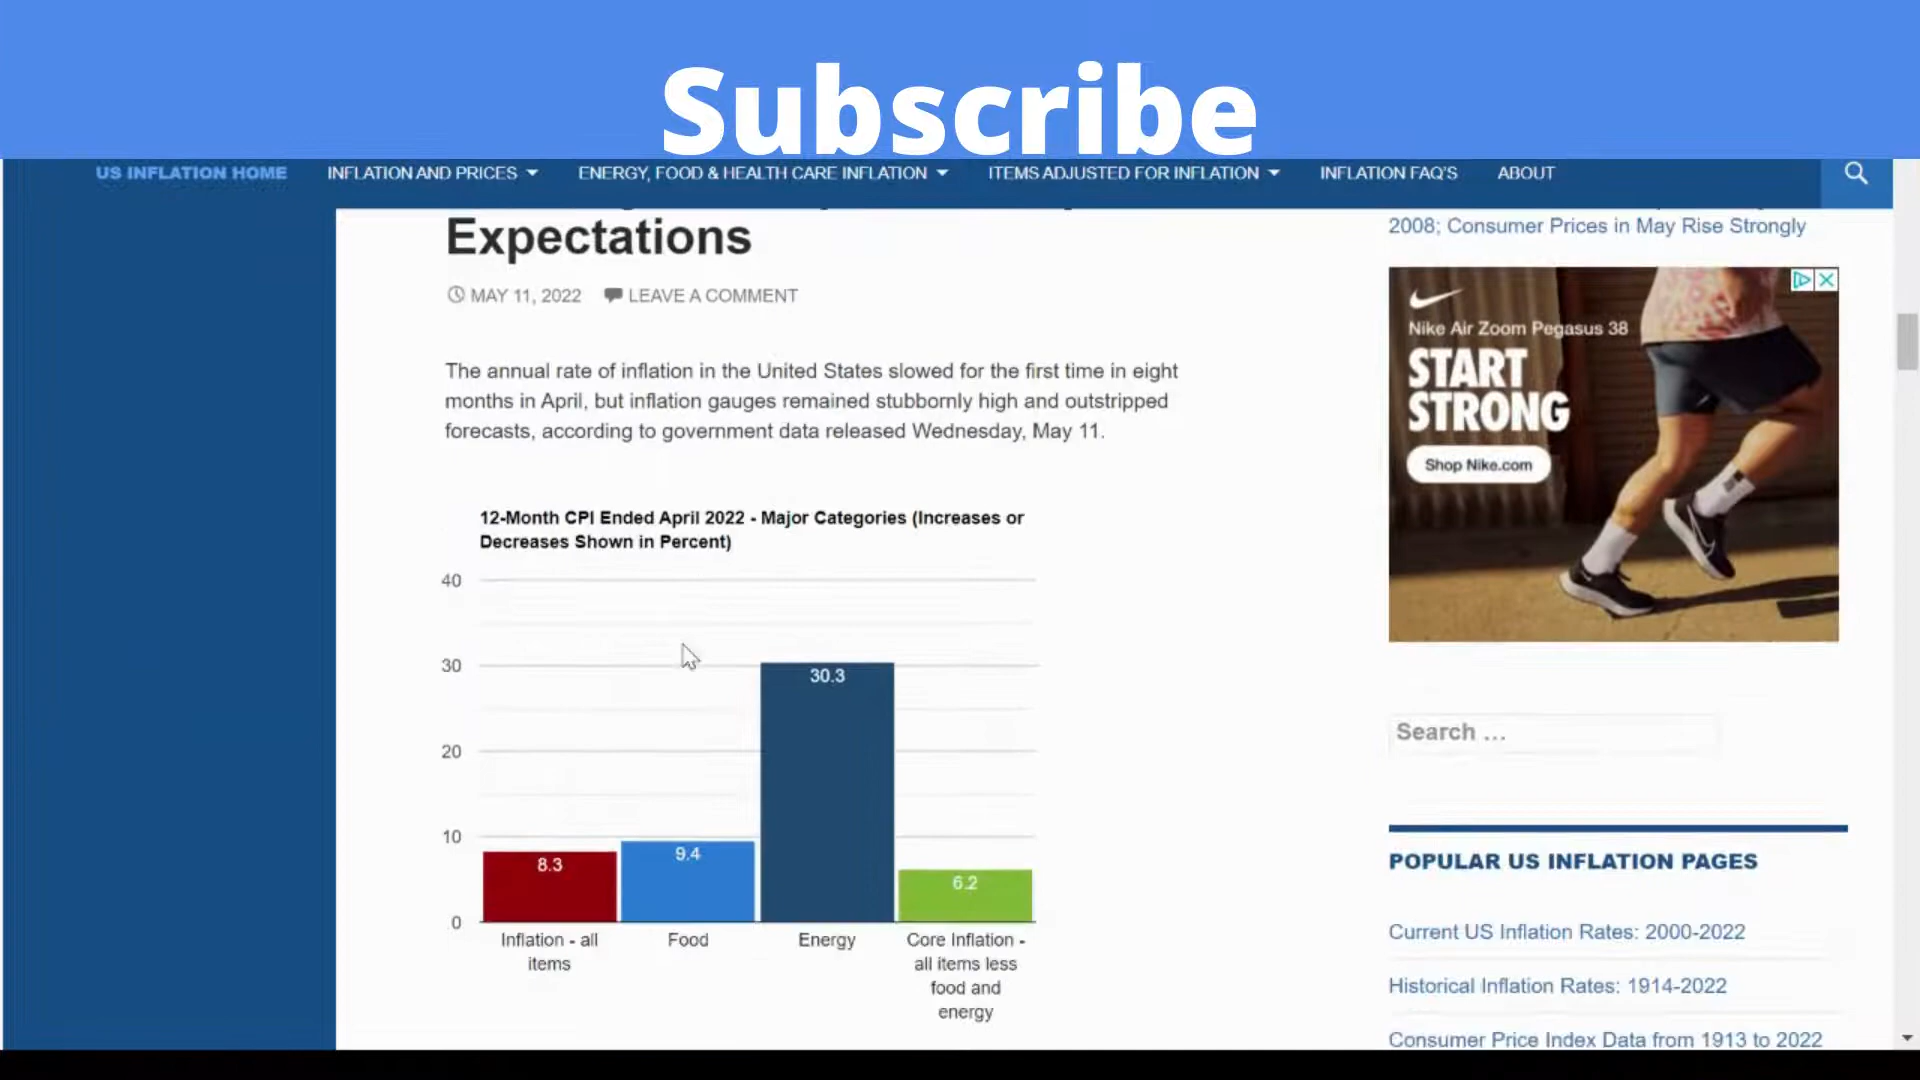 Subscribe
US INFLATION HOME
INFLATION AND PRICES
ENERGY, FOOD & HEALTH CARE INFLATION
ITEMS ADJUSTED FOR INFLATION
INFLATION FAQ'S
ABOUT
Expectations
MAY 11, 2022
LEAVE A COMMENT
The annual rate of inflation in the United States slowed for the first time in eight
months in April, but inflation gauges remained stubbornly high and outstripped
forecasts, according to government data released Wednesday, May 11.
12-Month CPI Ended April 2022 - Major Categories (Increases or
Decreases Shown in Percent)
40
30
20
10
0
8.3
9.4
30.3
6.2
Inflation - all
items
Food
Energy
Core Inflation -
all items less
food and
energy
2008; Consumer Prices in May Rise Strongly
Nike Air Zoom Pegasus 38
START
STRONG
Shop Nike.com
Search ...
POPULAR US INFLATION PAGES
Current US Inflation Rates: 2000-2022
Historical Inflation Rates: 1914-2022
Consumer Price Index Data from 1913 to 2022